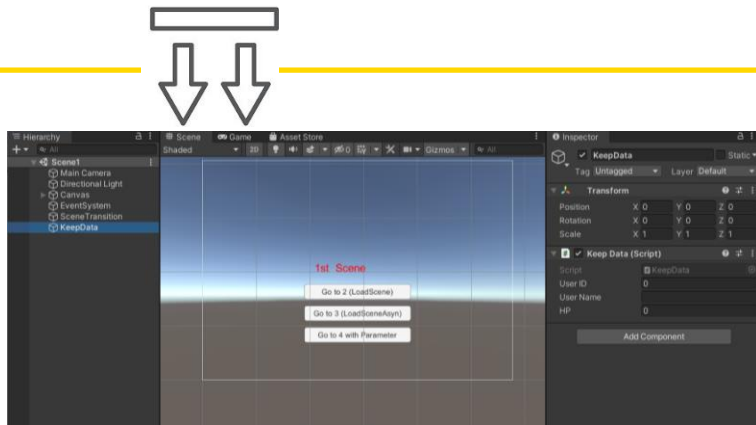 Hierarchy
All
Scene1
Main Camera
Directional Light
Canvas
EventSystem
SceneTransition
KeepData
Scene Game Asset Store
Shaded 2D 0 Gizmos All
1st Scene
Go to 2 (LoadScene)
Go to 3 (LoadSceneAsyn)
Go to 4 with Parameter
Inspector
KeepData Static
Tag Untagged Layer Default
Transform
Position X 0 Y 0 Z 0
Rotation X 0 Y 0 Z 0
Scale X 1 Y 1 Z 1
Keep Data (Script)
Script KeepData
User ID 0
User Name
HP 0
Add Component